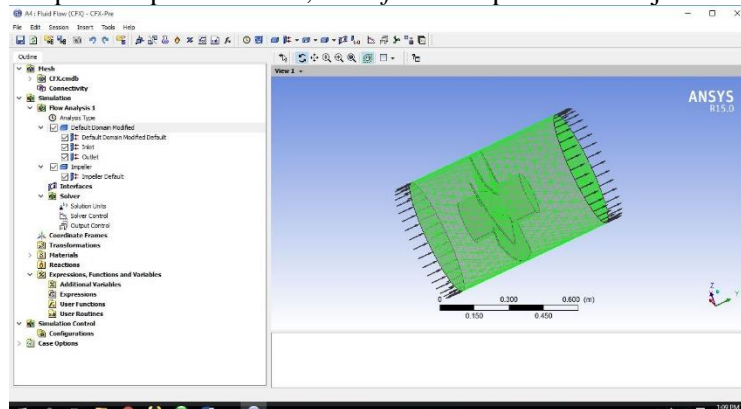 A4 : Fluid Flow (CFX) - CFX-Pre
File Edit Session Insert Tools Help
Outline
Mesh
CFX.cmdb
Connectivity
Simulation
Flow Analysis 1
Analysis Type
Default Domain Modified
Default Domain Modified Default
Inlet
Outlet
Impeller
Impeller Default
Interfaces
Solver
Solution Units
Solver Control
Output Control
Coordinate Frames
Transformations
Materials
Reactions
Expressions, Functions and Variables
Additional Variables
Expressions
User Functions
User Routines
Simulation Control
Configurations
Case Options
View 1
ANSYS
R15.0
0 0.300 0.600 (m)
0.150 0.450
Z
Y
1:09 PM